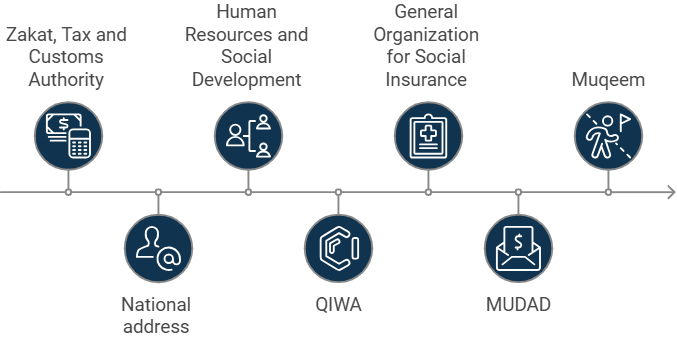 Zakat, Tax and
Customs
Authority
National
address
Human
Resources and
Social
Development
QIWA
General
Organization
for Social
Insurance
MUDAD
Muqeem